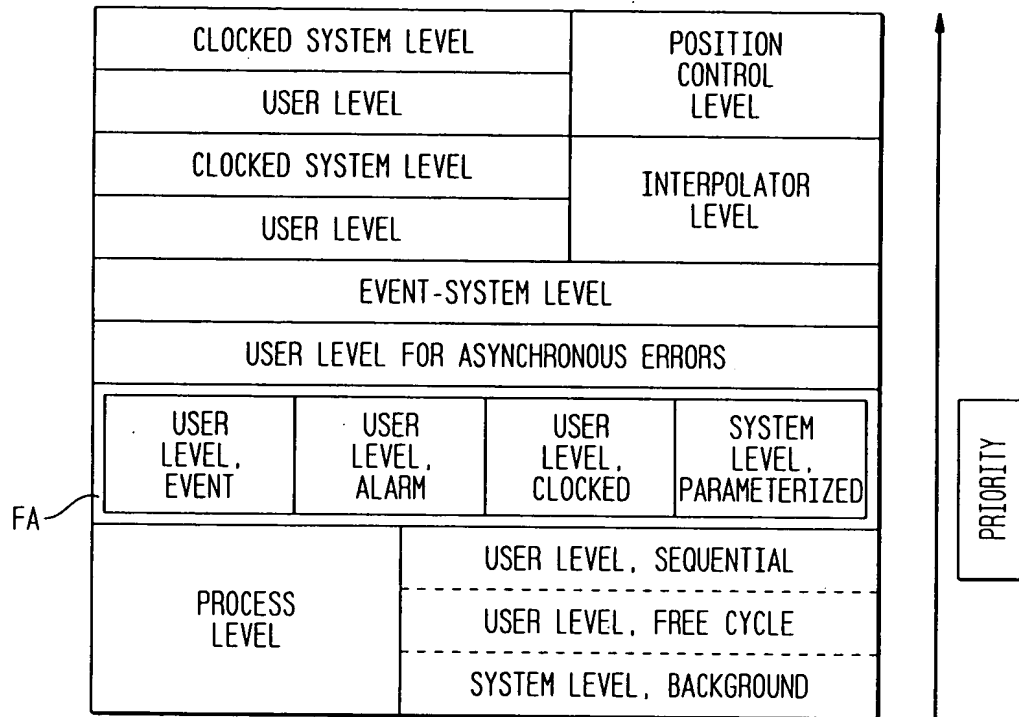 CLOCKED SYSTEM LEVEL
USER LEVEL
POSITION
CONTROL
LEVEL
CLOCKED SYSTEM LEVEL
USER LEVEL
INTERPOLATOR
LEVEL
EVENT-SYSTEM LEVEL
USER LEVEL FOR ASYNCHRONOUS ERRORS
USER
LEVEL,
EVENT
USER
LEVEL,
ALARM
USER
LEVEL,
CLOCKED
SYSTEM
LEVEL,
PARAMETERIZED
FA
PROCESS
LEVEL
USER LEVEL, SEQUENTIAL
USER LEVEL, FREE CYCLE
SYSTEM LEVEL, BACKGROUND
PRIORITY